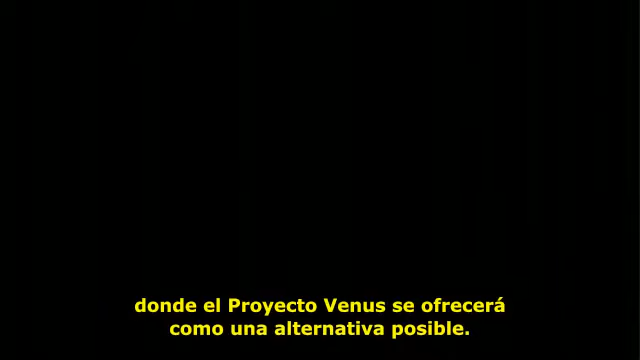 donde el Proyecto Venus se ofrecerá
como una alternativa posible.